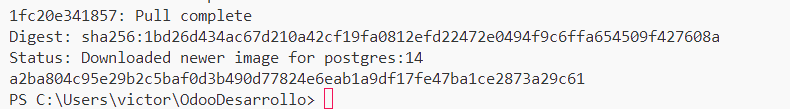 1fc20e341857: Pull complete
Digest: sha256:1bd26d434ac67d210a42cf19fa0812efd22472e0494f9c6ffa654509f427608a
Status: Downloaded newer image for postgres:14
a2ba804c95e29b2c5baf0d3b490d77824e6eab1a9df17fe47ba1ce2873a29c61
PS C:\Users\victor\OdooDesarrollo>